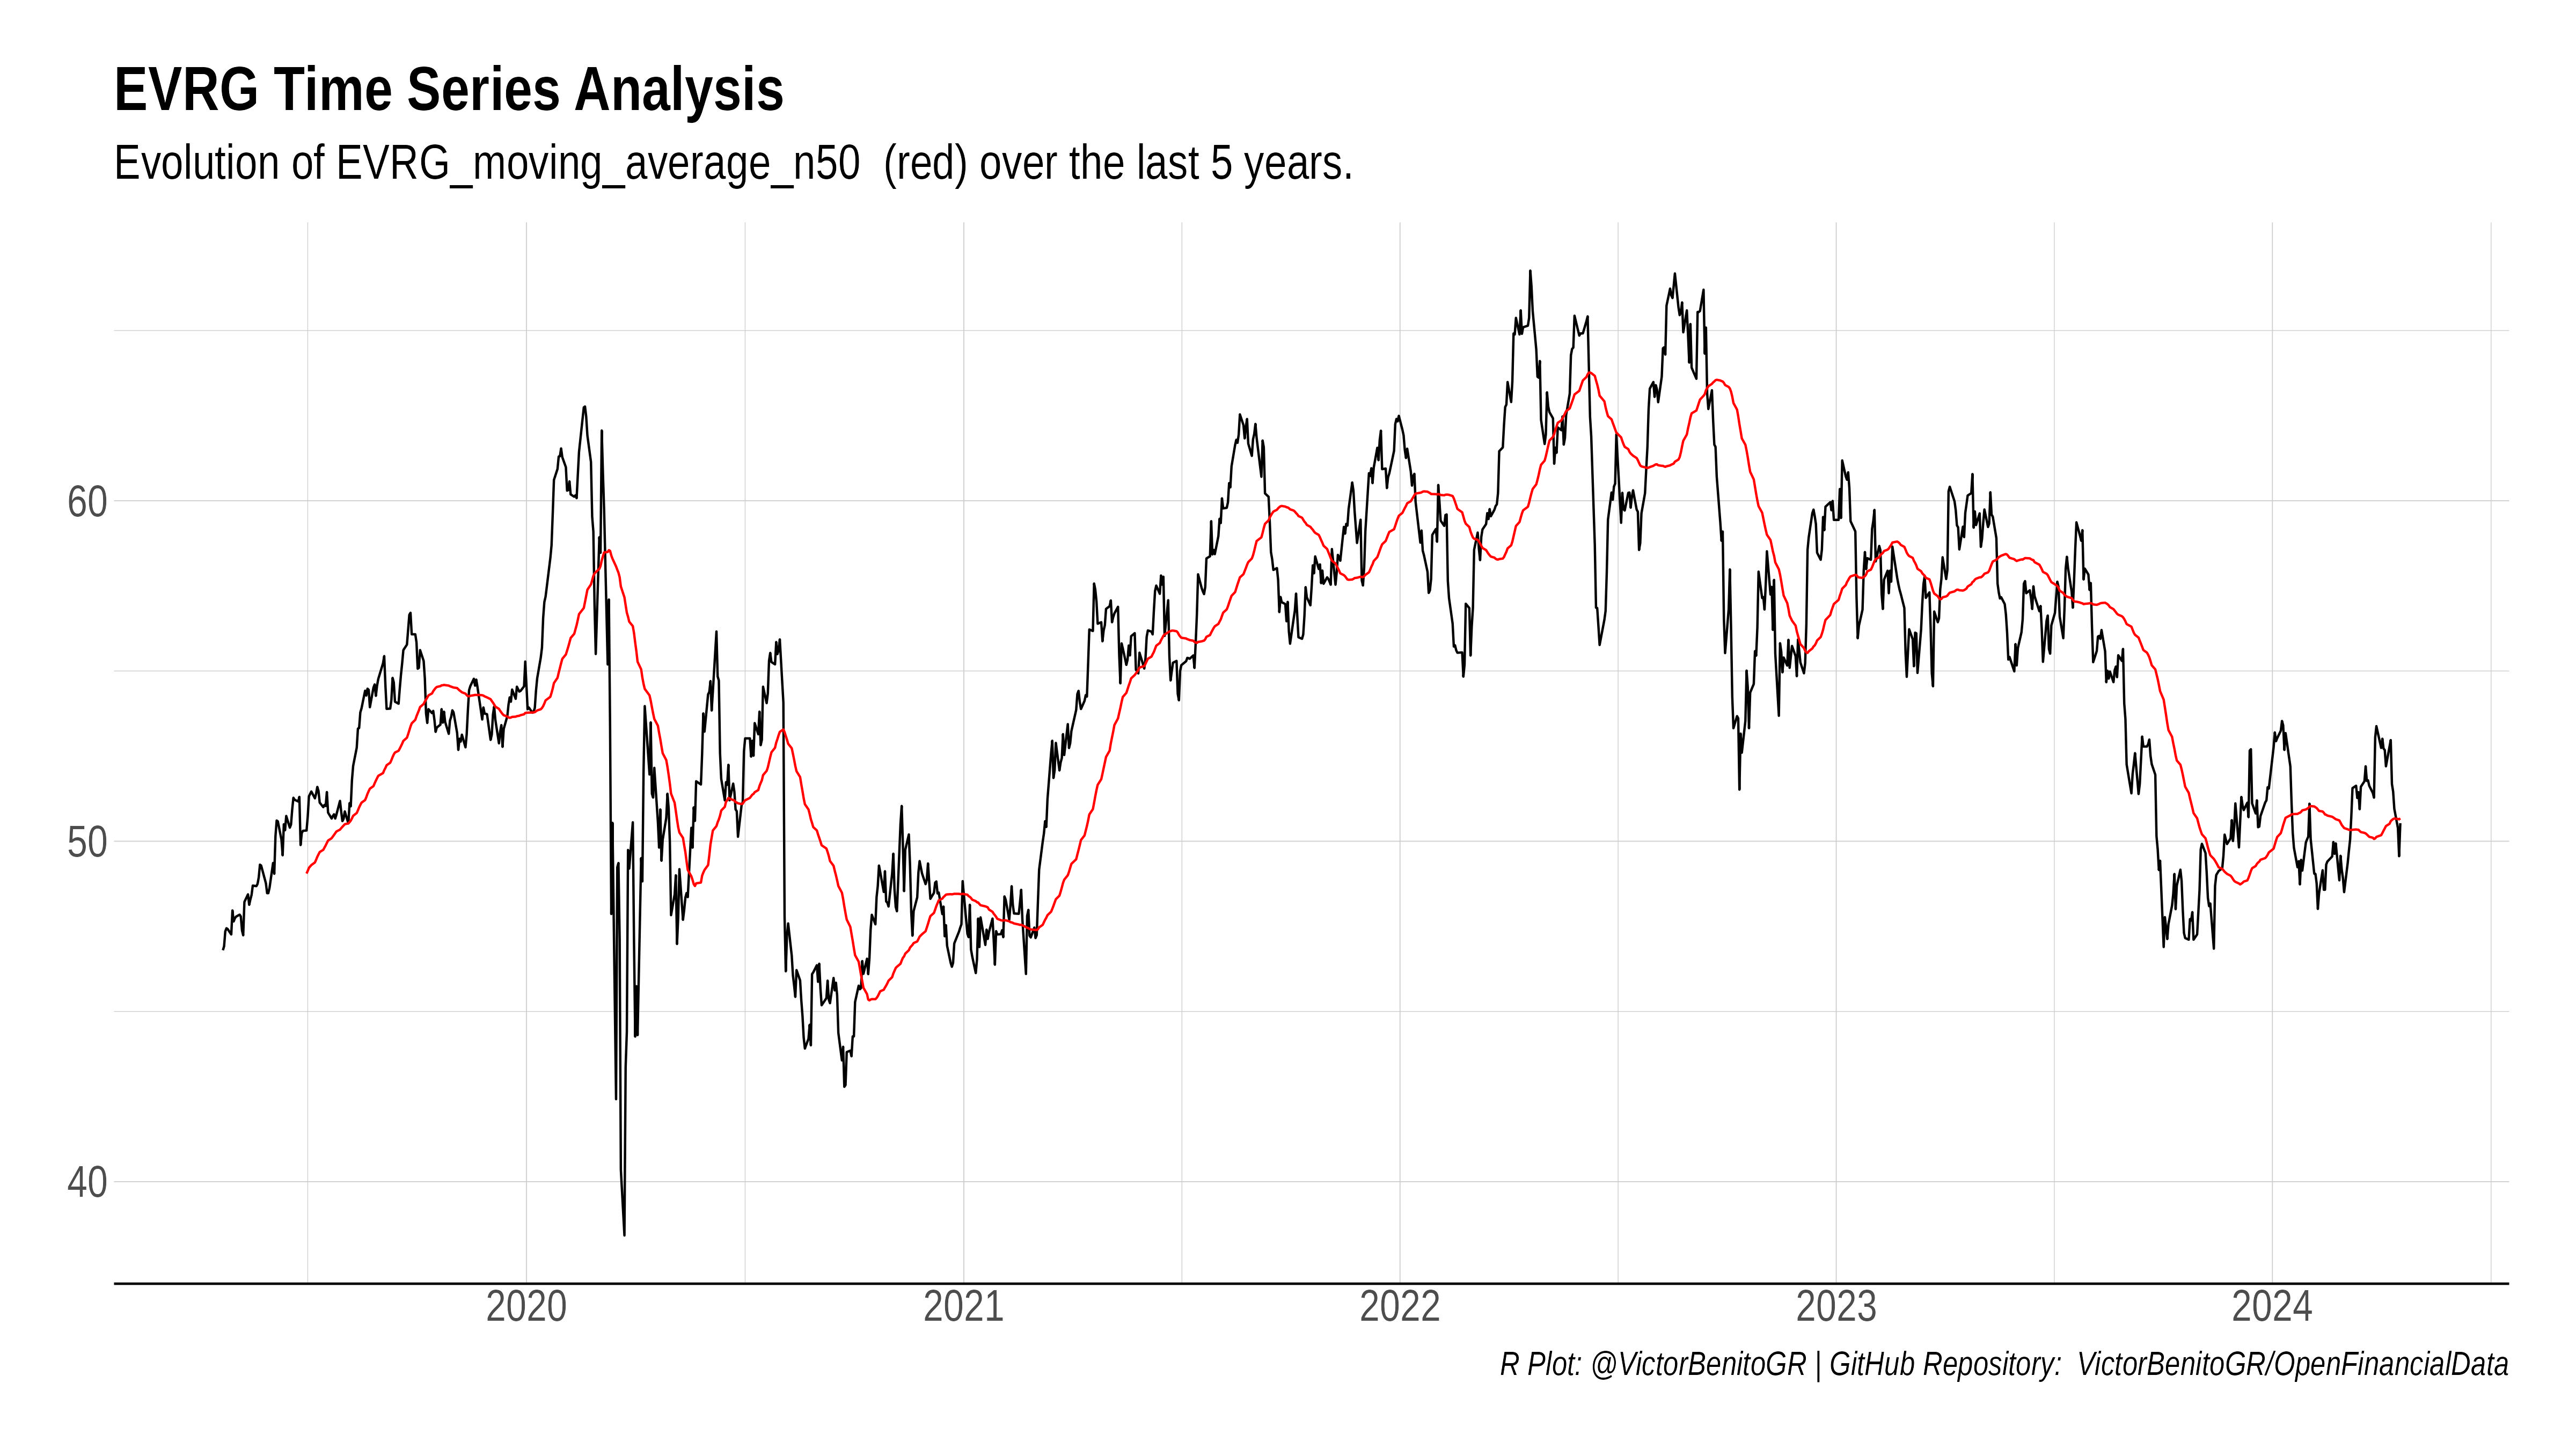 EVRG Time Series Analysis
Evolution of EVRG_moving_average_n50  (red) over the last 5 years.
60
50
40
2020 2021 2022 2023 2024
R Plot: @VictorBenitoGR | GitHub Repository:  VictorBenitoGR/OpenFinancialData